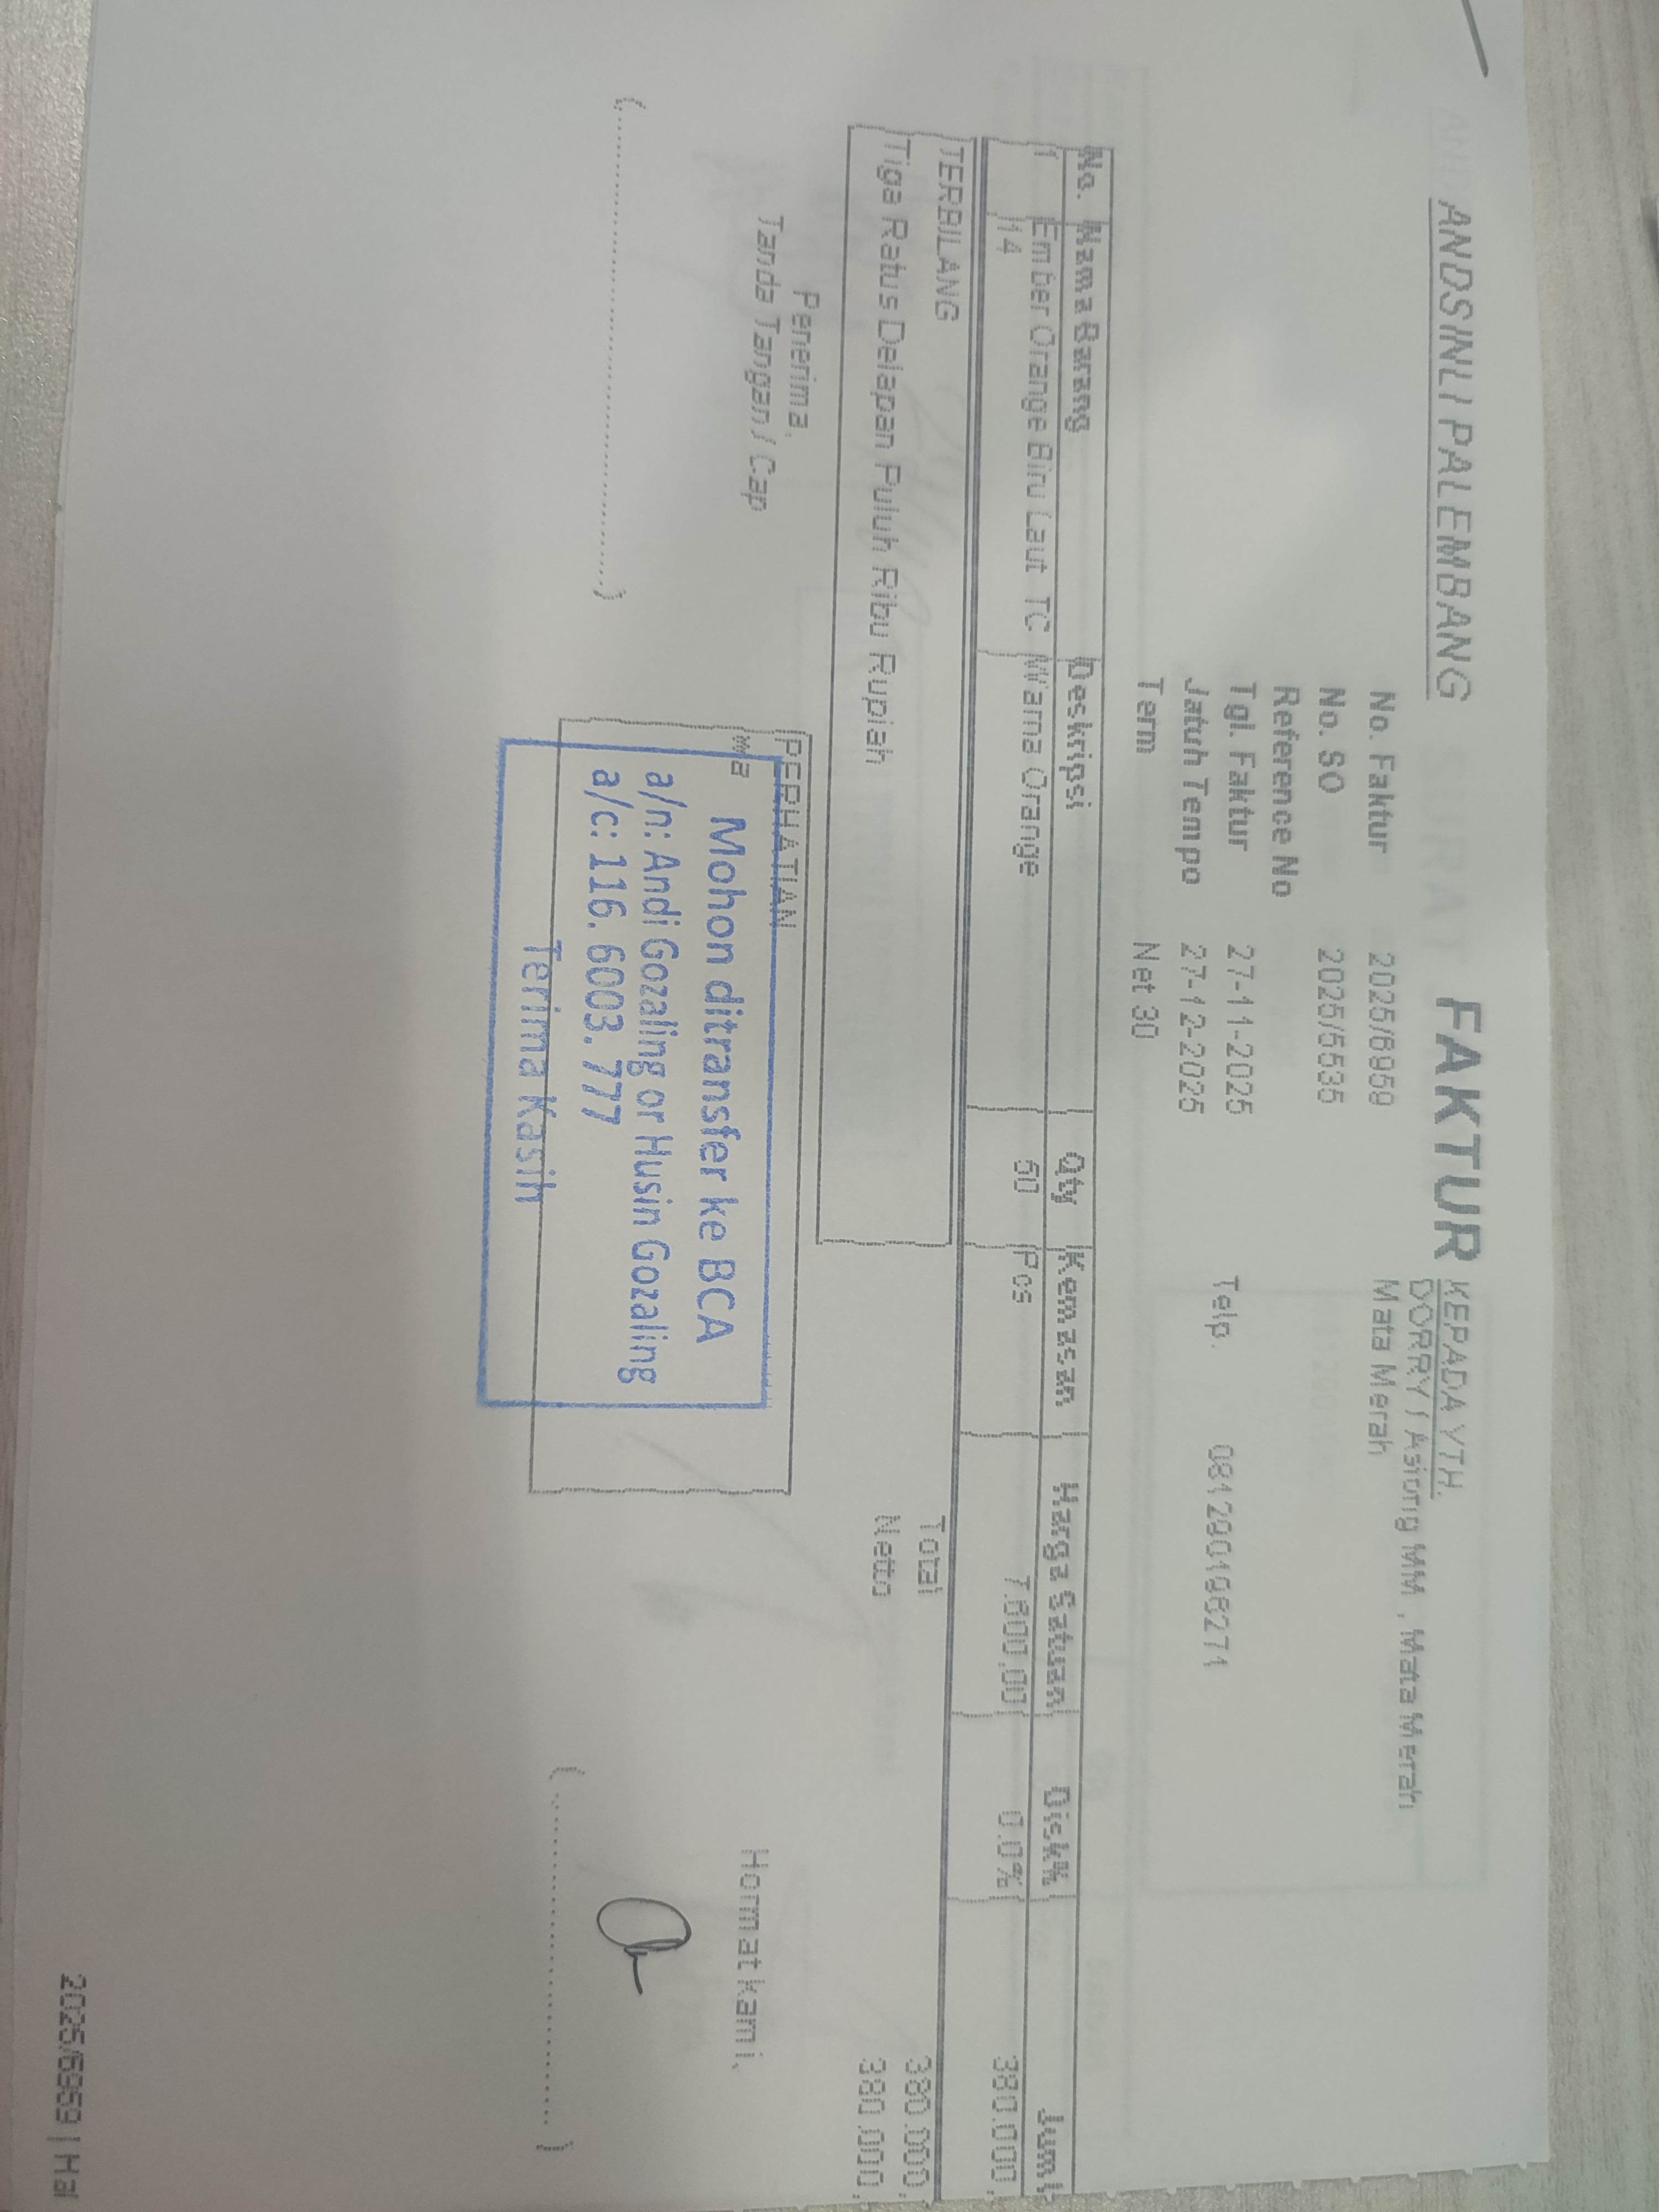 ANDSINLI PALEMBANG
FAKTUR
KEPADA YTH.
DORRY / Asiong MM , Mata Merah
Mata Merah
Telp. 081290498271
No. Faktur 2025/6959
No. SO 2025/5535
Reference No
Tgl. Faktur 27-11-2025
Jatuh Tempo 27-12-2025
Term Net 30
No. Nama Barang Deskripsi Qty Kemasan Harga Satuan Disk% Juml
1 Ember Orange Biru Laut TC Warna Orange 50 Pcs 7.600,00 0.0% 380.000,
14
TERBILANG
Tiga Ratus Delapan Puluh Ribu Rupiah
Total 380.000,
Netto 380.000,
Penerima,
Tanda Tangan / Cap
(..............................)
PERHATIAN
Mohon ditransfer ke BCA
a/n: Andi Gozaling or Husin Gozaling
a/c: 116. 6003. 777
Terima Kasih
Hormat kami,
(..............................)
2025/6959 | Hal